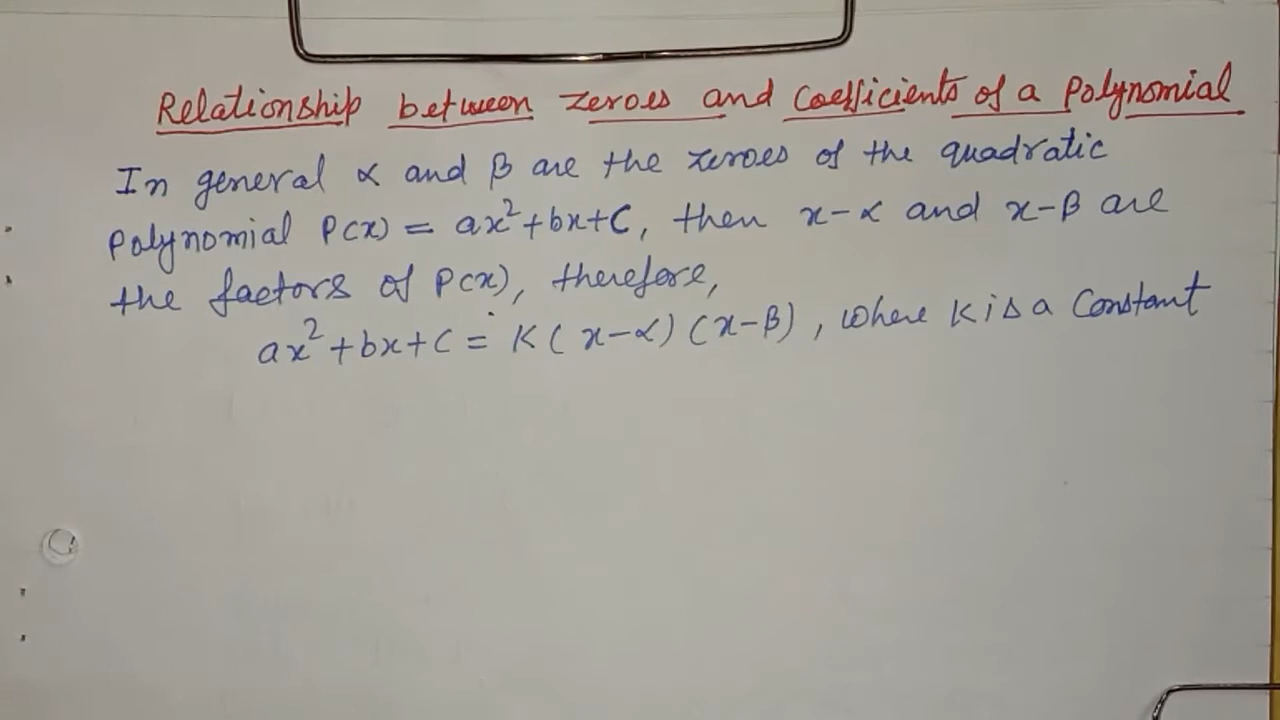 Relationship between zeroes and Coefficients of a Polynomial
In general α and β are the zeroes of the quadratic
Polynomial P(x) = ax²+bx+C, then x-α and x-β are
the factors of P(x), therefore,
ax²+bx+C = K(x-α)(x-β), where K is a Constant